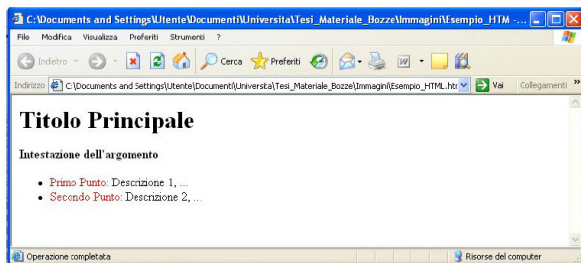 C:\Documents and Settings\Utente\Documenti\Universita\Tesi_Materiale_Bozze\Immagini\Esempio_HTM - ...
File Modifica Visualizza Preferiti Strumenti ?
Indietro Cerca Preferiti
Indirizzo C:\Documents and Settings\Utente\Documenti\Universita\Tesi_Materiale_Bozze\Immagini\Esempio_HTML.htm Vai Collegamenti »
Titolo Principale
Intestazione dell'argomento
• Primo Punto: Descrizione 1, ...
• Secondo Punto: Descrizione 2, ...
Operazione completata Risorse del computer